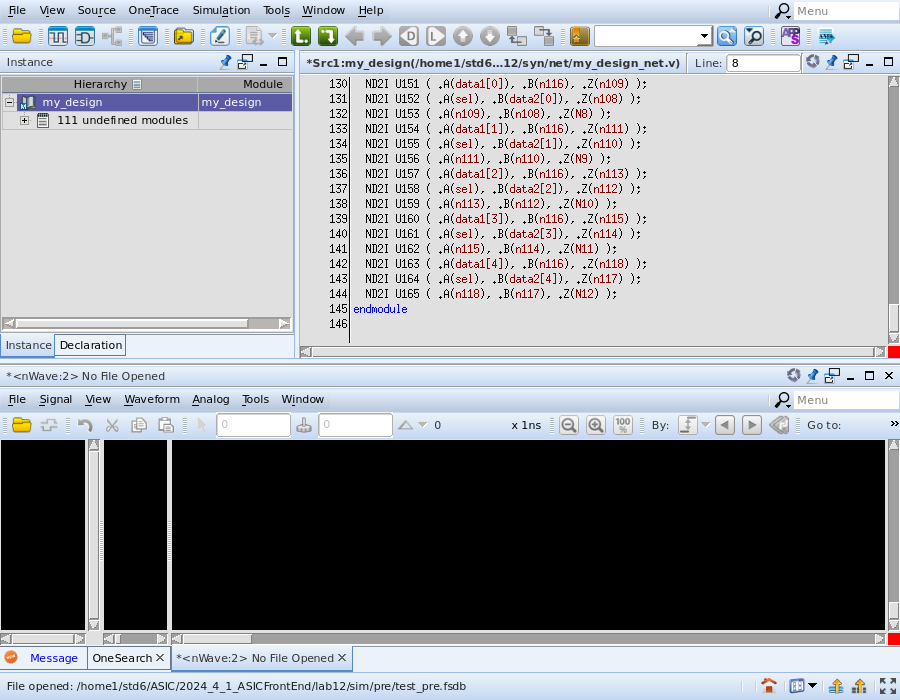 File View Source OneTrace Simulation Tools Window Help Menu
Instance
*Src1:my_design(/home1/std6...12/syn/net/my_design_net.v) Line: 8
Hierarchy Module
my_design my_design
111 undefined modules
130 ND2I U151 ( .A(data1[0]), .B(n116), .Z(n109) );
131 ND2I U152 ( .A(sel), .B(data2[0]), .Z(n108) );
132 ND2I U153 ( .A(n109), .B(n108), .Z(N8) );
133 ND2I U154 ( .A(data1[1]), .B(n116), .Z(n111) );
134 ND2I U155 ( .A(sel), .B(data2[1]), .Z(n110) );
135 ND2I U156 ( .A(n111), .B(n110), .Z(N9) );
136 ND2I U157 ( .A(data1[2]), .B(n116), .Z(n113) );
137 ND2I U158 ( .A(sel), .B(data2[2]), .Z(n112) );
138 ND2I U159 ( .A(n113), .B(n112), .Z(N10) );
139 ND2I U160 ( .A(data1[3]), .B(n116), .Z(n115) );
140 ND2I U161 ( .A(sel), .B(data2[3]), .Z(n114) );
141 ND2I U162 ( .A(n115), .B(n114), .Z(N11) );
142 ND2I U163 ( .A(data1[4]), .B(n116), .Z(n118) );
143 ND2I U164 ( .A(sel), .B(data2[4]), .Z(n117) );
144 ND2I U165 ( .A(n118), .B(n117), .Z(N12) );
145 endmodule
146
Instance Declaration
*<nWave:2> No File Opened
File Signal View Waveform Analog Tools Window Menu
0 0 0 x 1ns 100 % By: Go to: »
Message OneSearch *<nWave:2> No File Opened
File opened: /home1/std6/ASIC/2024_4_1_ASICFrontEnd/lab12/sim/pre/test_pre.fsdb